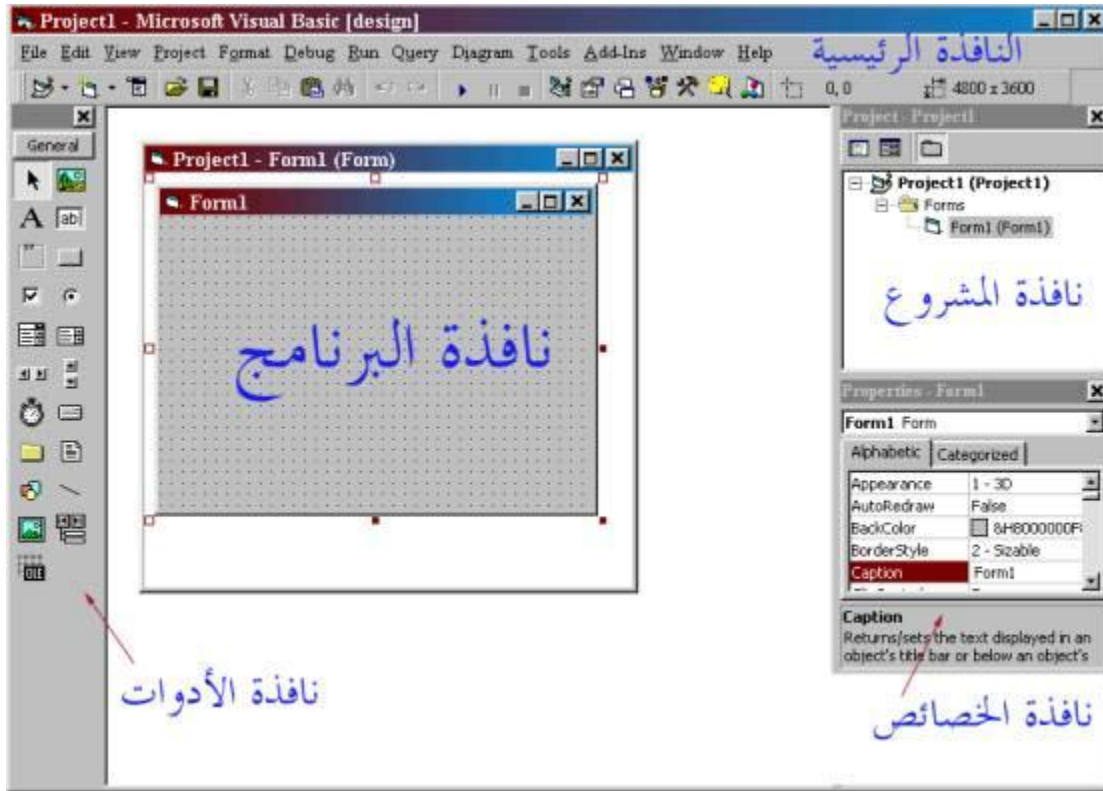 Project1 - Microsoft Visual Basic [design]
File Edit View Project Format Debug Run Query Diagram Tools Add-Ins Window Help
النافذة الرئيسية
0, 0 4800 x 3600
General
A ab
OLE
Project1 - Form1 (Form)
Form1
نافذة البرنامج
Project - Project1
Project1 (Project1)
Forms
Form1 (Form1)
نافذة المشروع
Properties - Form1
Form1 Form
Alphabetic Categorized
Appearance 1 - 3D
AutoRedraw False
BackColor &H8000000F
BorderStyle 2 - Sizable
Caption Form1
Caption
Returns/sets the text displayed in an
object's title bar or below an object's
نافذة الأدوات
نافذة الخصائص